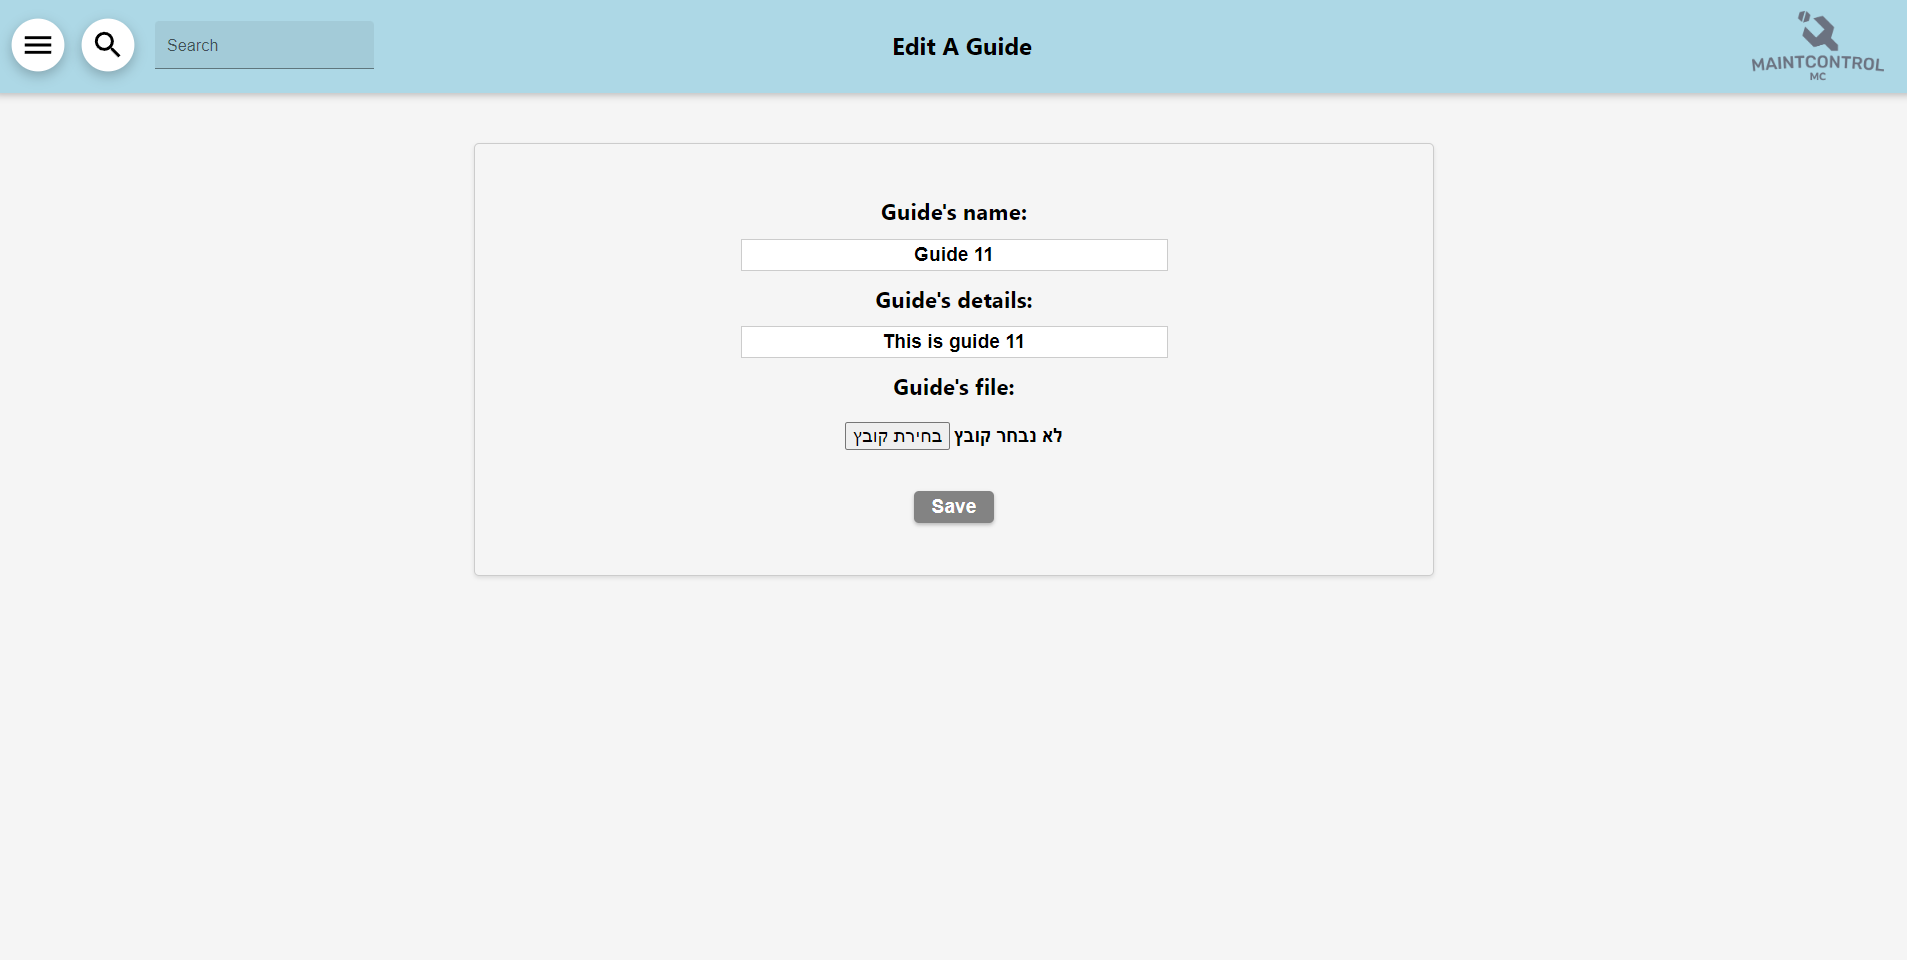 Search
Edit A Guide
MAINTCONTROL
MC
Guide's name:
Guide 11
Guide's details:
This is guide 11
Guide's file:
בחירת קובץ לא נבחר קובץ
Save